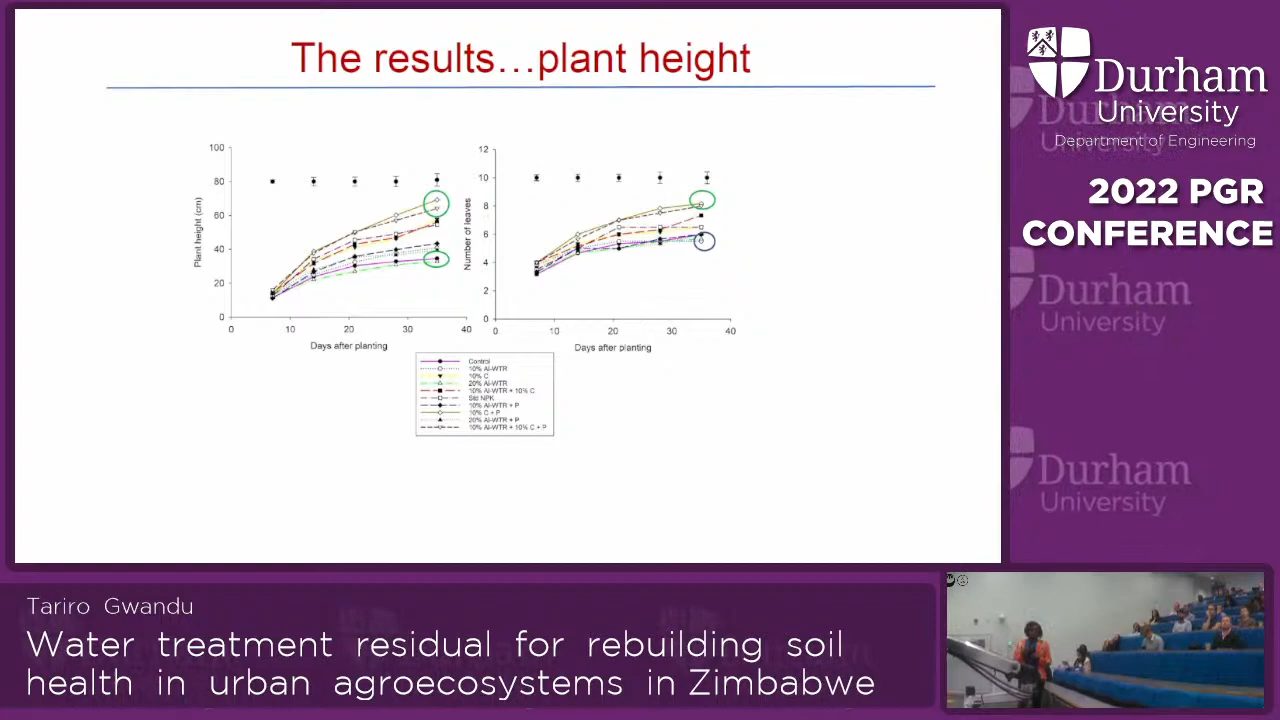 The results...plant height
100
80
60
40
20
0
Plant height (cm)
0 10 20 30 40
Days after planting
12
10
8
6
4
2
0
Number of leaves
0 10 20 30 40
Days after planting
Control
10% Al-WTR
10% C
20% Al-WTR
10% Al-WTR + 10% C
Std NPK
10% Al-WTR + P
10% C + P
20% Al-WTR + P
10% Al-WTR + 10% C + P
Durham
University
Department of Engineering
2022 PGR
CONFERENCE
Durham
University
Durham
University
Durham
University
Tariro Gwandu
Water treatment residual for rebuilding soil
health in urban agroecosystems in Zimbabwe